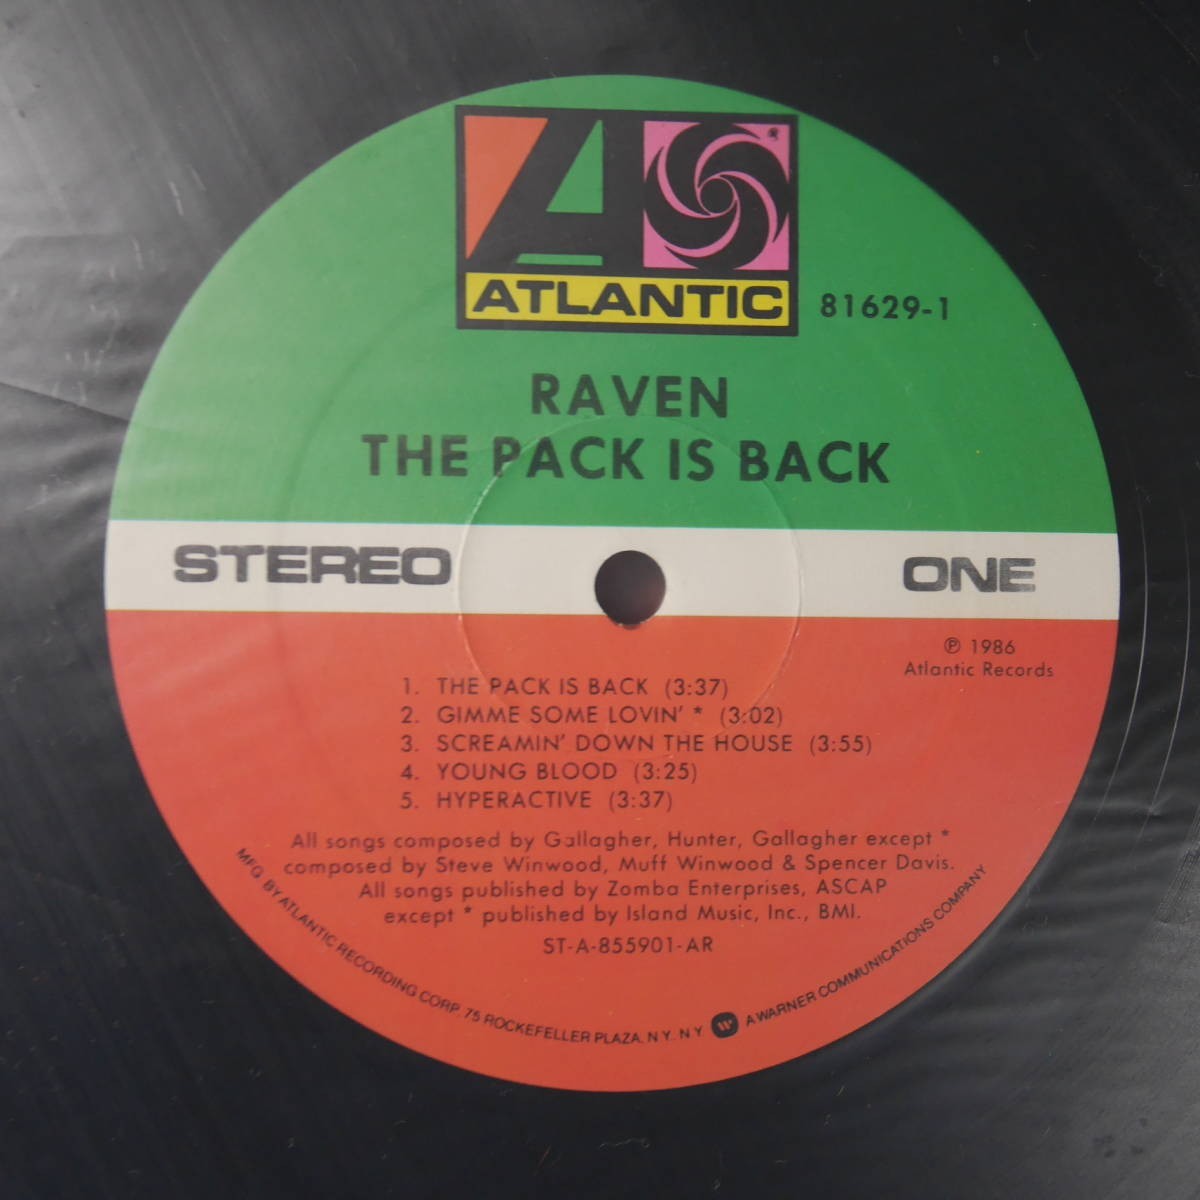 ATLANTIC
®
81629-1
RAVEN
THE PACK IS BACK
STEREO
ONE
℗ 1986
Atlantic Records
1. THE PACK IS BACK (3:37)
2. GIMME SOME LOVIN' * (3:02)
3. SCREAMIN' DOWN THE HOUSE (3:55)
4. YOUNG BLOOD (3:25)
5. HYPERACTIVE (3:37)
All songs composed by Gallagher, Hunter, Gallagher except *
composed by Steve Winwood, Muff Winwood & Spencer Davis.
All songs published by Zomba Enterprises, ASCAP
except * published by Island Music, Inc., BMI.
ST-A-855901-AR
MFG. BY ATLANTIC RECORDING CORP. 75 ROCKEFELLER PLAZA. N.Y. N.Y. A WARNER COMMUNICATIONS COMPANY